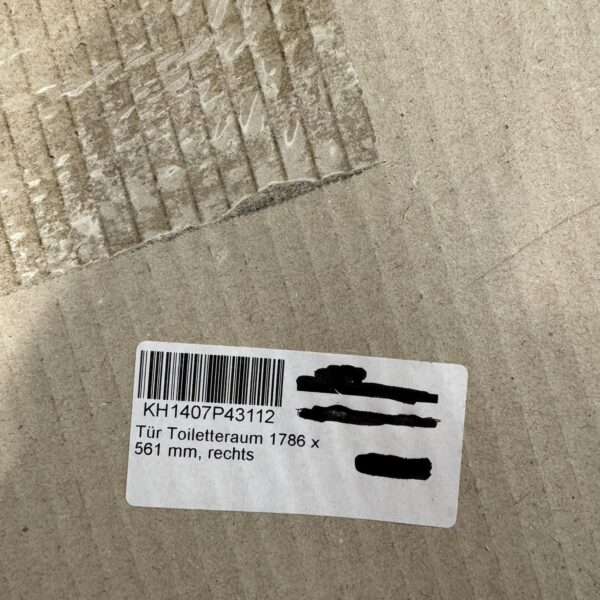 KH1407P43112
Tür Toiletteraum 1786 x
561 mm, rechts